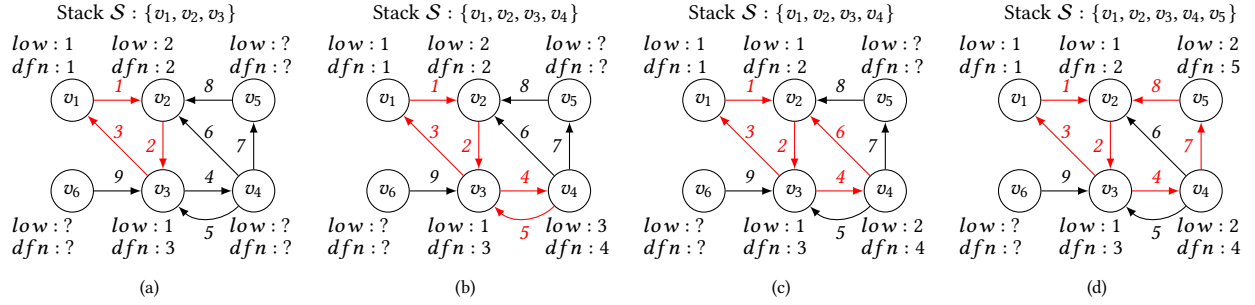 Stack 𝒮 : {v₁, v₂, v₃}
low : 1 low : 2 low : ?
dfn : 1 dfn : 2 dfn : ?
v₁ 1 v₂ 8 v₅
3 2 6 7
v₆ 9 v₃ 4 v₄
5
low : ? low : 1 low : ?
dfn : ? dfn : 3 dfn : ?
(a)
Stack 𝒮 : {v₁, v₂, v₃, v₄}
low : 1 low : 2 low : ?
dfn : 1 dfn : 2 dfn : ?
v₁ 1 v₂ 8 v₅
3 2 6 7
v₆ 9 v₃ 4 v₄
5
low : ? low : 1 low : 3
dfn : ? dfn : 3 dfn : 4
(b)
Stack 𝒮 : {v₁, v₂, v₃, v₄}
low : 1 low : 1 low : ?
dfn : 1 dfn : 2 dfn : ?
v₁ 1 v₂ 8 v₅
3 2 6 7
v₆ 9 v₃ 4 v₄
5
low : ? low : 1 low : 2
dfn : ? dfn : 3 dfn : 4
(c)
Stack 𝒮 : {v₁, v₂, v₃, v₄, v₅}
low : 1 low : 1 low : 2
dfn : 1 dfn : 2 dfn : 5
v₁ 1 v₂ 8 v₅
3 2 6 7
v₆ 9 v₃ 4 v₄
5
low : ? low : 1 low : 2
dfn : ? dfn : 3 dfn : 4
(d)